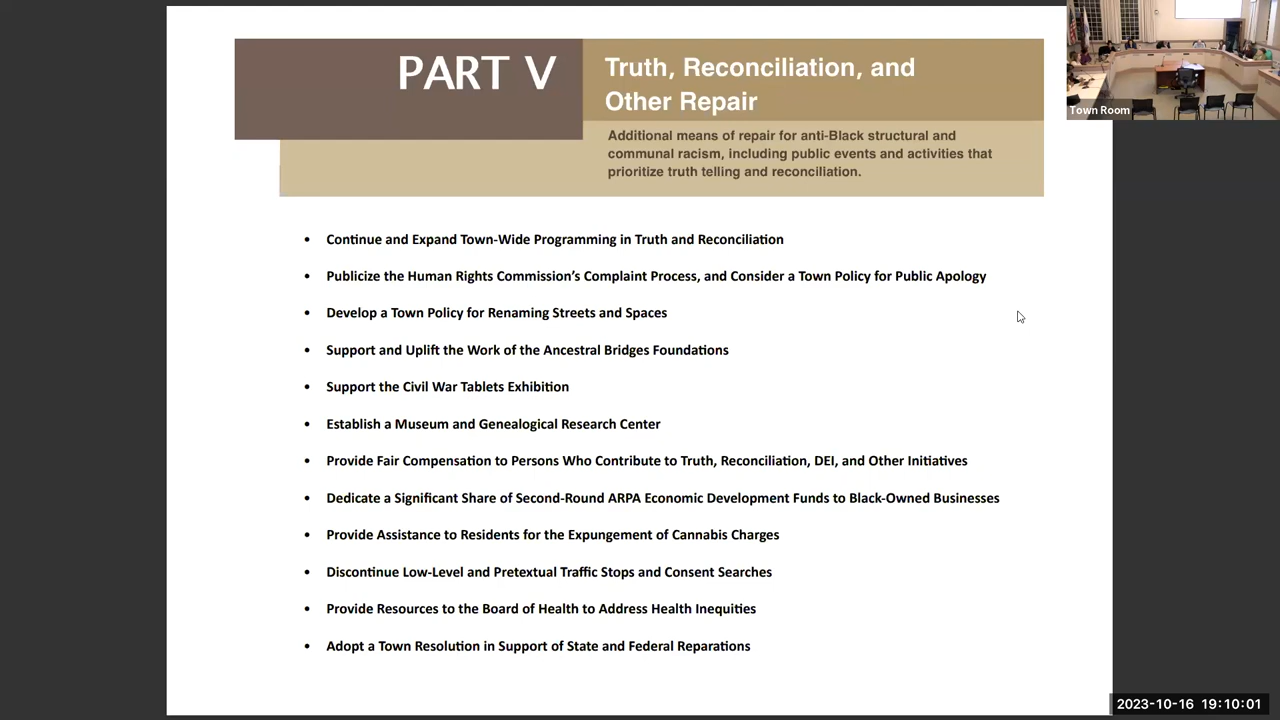 PART V
Truth, Reconciliation, and
Other Repair
Additional means of repair for anti-Black structural and
communal racism, including public events and activities that
prioritize truth telling and reconciliation.
Town Room
• Continue and Expand Town-Wide Programming in Truth and Reconciliation
• Publicize the Human Rights Commission’s Complaint Process, and Consider a Town Policy for Public Apology
• Develop a Town Policy for Renaming Streets and Spaces
• Support and Uplift the Work of the Ancestral Bridges Foundations
• Support the Civil War Tablets Exhibition
• Establish a Museum and Genealogical Research Center
• Provide Fair Compensation to Persons Who Contribute to Truth, Reconciliation, DEI, and Other Initiatives
• Dedicate a Significant Share of Second-Round ARPA Economic Development Funds to Black-Owned Businesses
• Provide Assistance to Residents for the Expungement of Cannabis Charges
• Discontinue Low-Level and Pretextual Traffic Stops and Consent Searches
• Provide Resources to the Board of Health to Address Health Inequities
• Adopt a Town Resolution in Support of State and Federal Reparations
2023-10-16 19:10:01